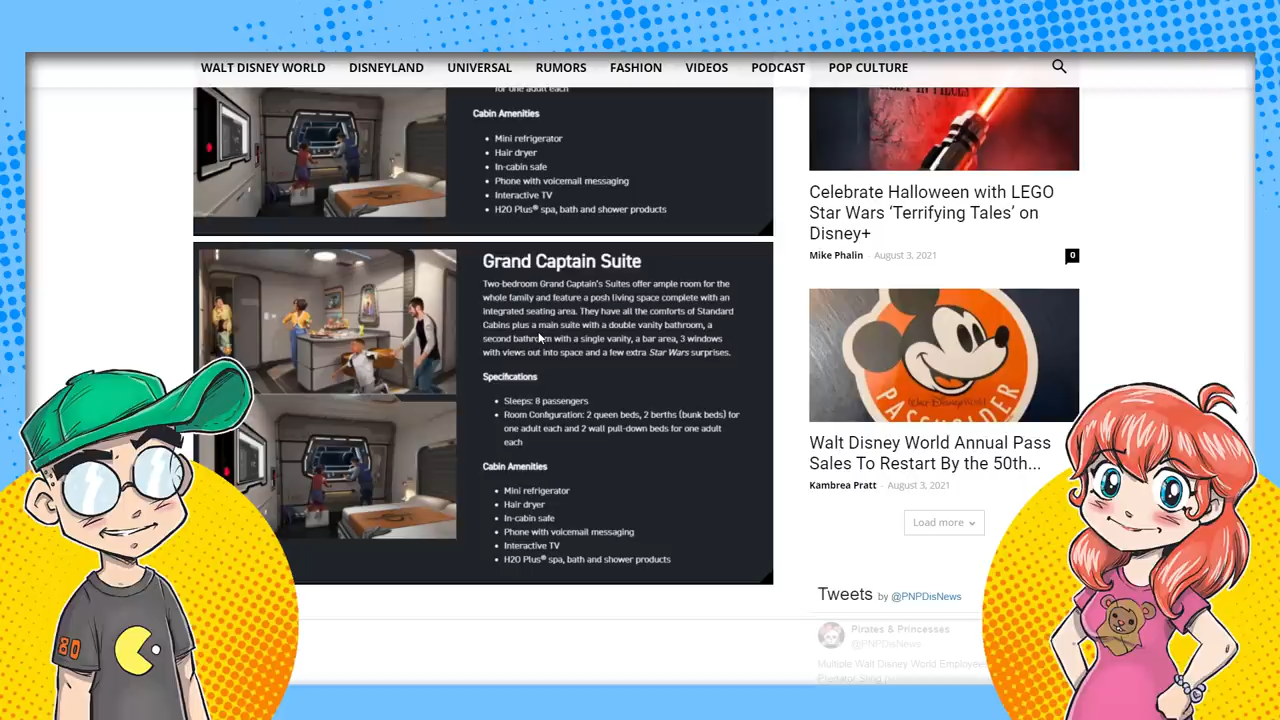 WALT DISNEY WORLD DISNEYLAND UNIVERSAL RUMORS FASHION VIDEOS PODCAST POP CULTURE
for one adult each
Cabin Amenities
• Mini refrigerator
• Hair dryer
• In-cabin safe
• Phone with voicemail messaging
• Interactive TV
• H2O Plus® spa, bath and shower products
Grand Captain Suite
Two-bedroom Grand Captain's Suites offer ample room for the
whole family and feature a posh living space complete with an
integrated seating area. They have all the comforts of Standard
Cabins plus a main suite with a double vanity bathroom, a
second bathroom with a single vanity, a bar area, 3 windows
with views out into space and a few extra Star Wars surprises.
Specifications
• Sleeps: 8 passengers
• Room Configuration: 2 queen beds, 2 berths (bunk beds) for
one adult each and 2 wall pull-down beds for one adult
each
Cabin Amenities
• Mini refrigerator
• Hair dryer
• In-cabin safe
• Phone with voicemail messaging
• Interactive TV
• H2O Plus® spa, bath and shower products
Celebrate Halloween with LEGO
Star Wars ‘Terrifying Tales’ on
Disney+
Mike Phalin - August 3, 2021
0
Walt Disney World
PASSHOLDER
Walt Disney World Annual Pass
Sales To Restart By the 50th...
Kambrea Pratt - August 3, 2021
Load more
Tweets by @PNPDisNews
Pirates & Princesses
@PNPDisNews
Multiple Walt Disney World Employees
80